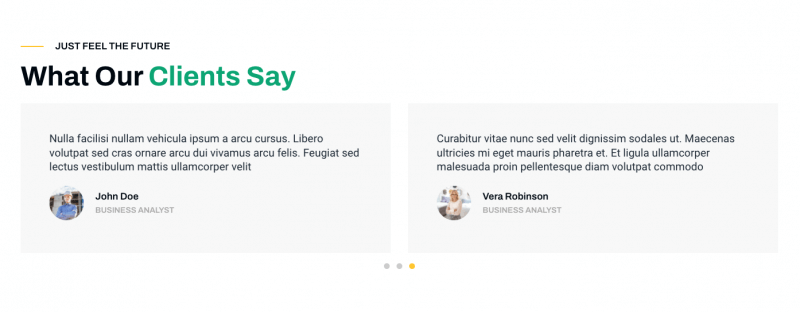 JUST FEEL THE FUTURE
What Our Clients Say
Nulla facilisi nullam vehicula ipsum a arcu cursus. Libero
volutpat sed cras ornare arcu dui vivamus arcu felis. Feugiat sed
lectus vestibulum mattis ullamcorper velit
John Doe
BUSINESS ANALYST
Curabitur vitae nunc sed velit dignissim sodales ut. Maecenas
ultricies mi eget mauris pharetra et. Et ligula ullamcorper
malesuada proin pellentesque diam volutpat commodo
Vera Robinson
BUSINESS ANALYST